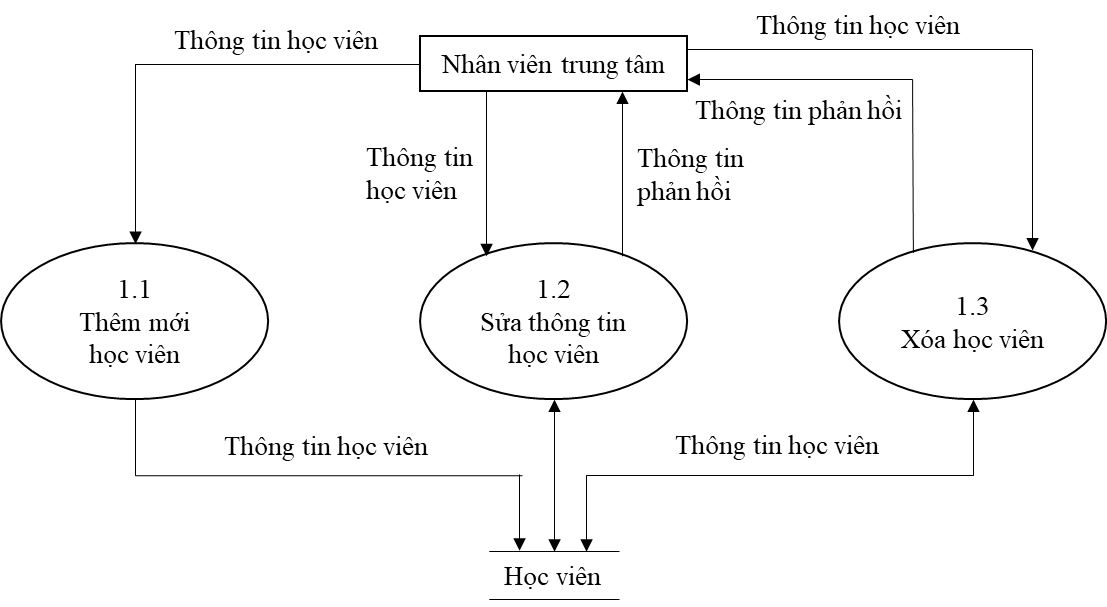 Thông tin học viên
Nhân viên trung tâm
Thông tin học viên
Thông tin phản hồi
Thông tin
học viên
Thông tin
phản hồi
1.1
Thêm mới
học viên
1.2
Sửa thông tin
học viên
1.3
Xóa học viên
Thông tin học viên
Thông tin học viên
Học viên